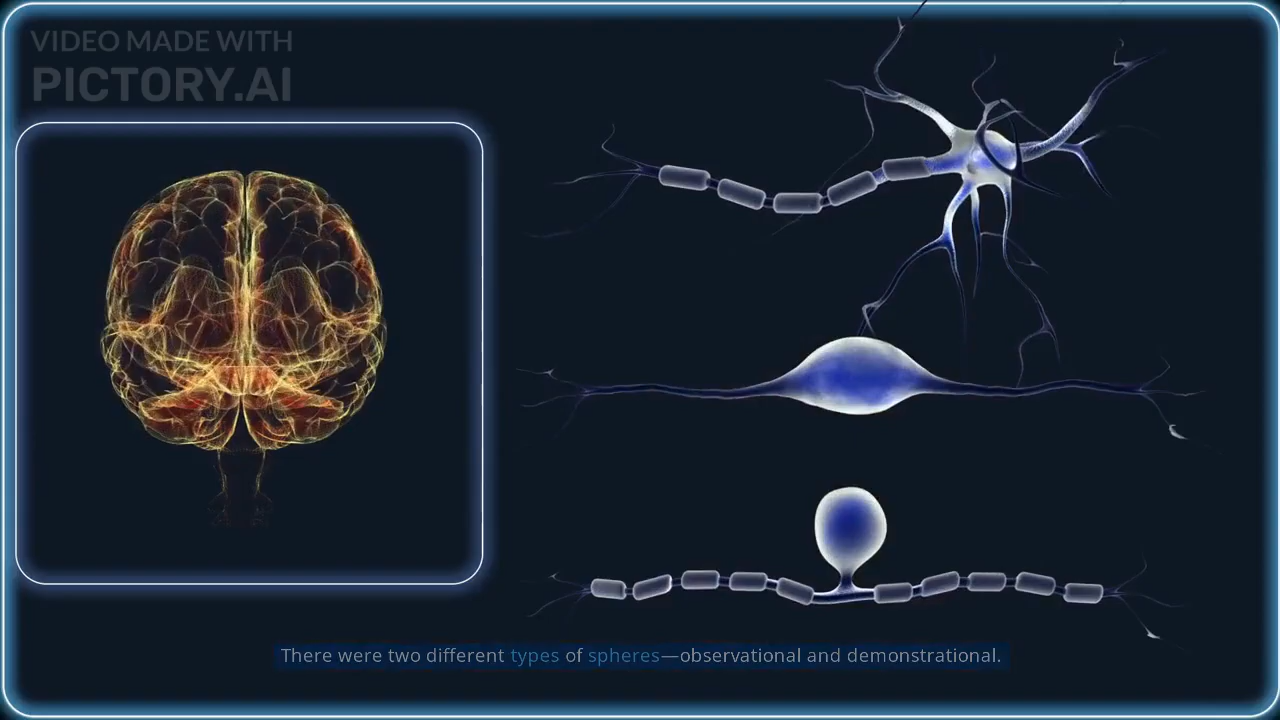 VIDEO MADE WITH
PICTORY.AI
There were two different types of spheres—observational and demonstrational.